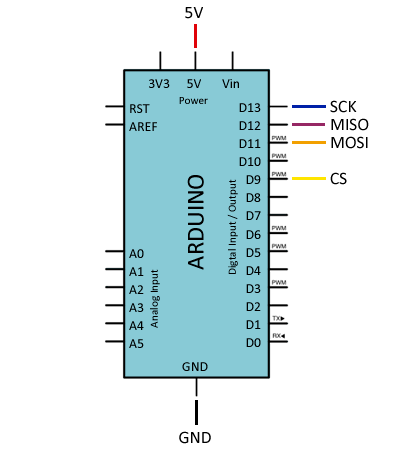 5V
3V3 5V Vin
Power
RST D13 SCK
AREF D12 MISO
PWM D11 MOSI
PWM D10
PWM D9 CS
D8
D7
PWM D6
A0 PWM D5
A1 D4
A2 PWM D3
A3 D2
A4 D1 TX▶
A5 D0 RX◀
ARDUINO
Digtal Input / Output
Analog Input
GND
GND